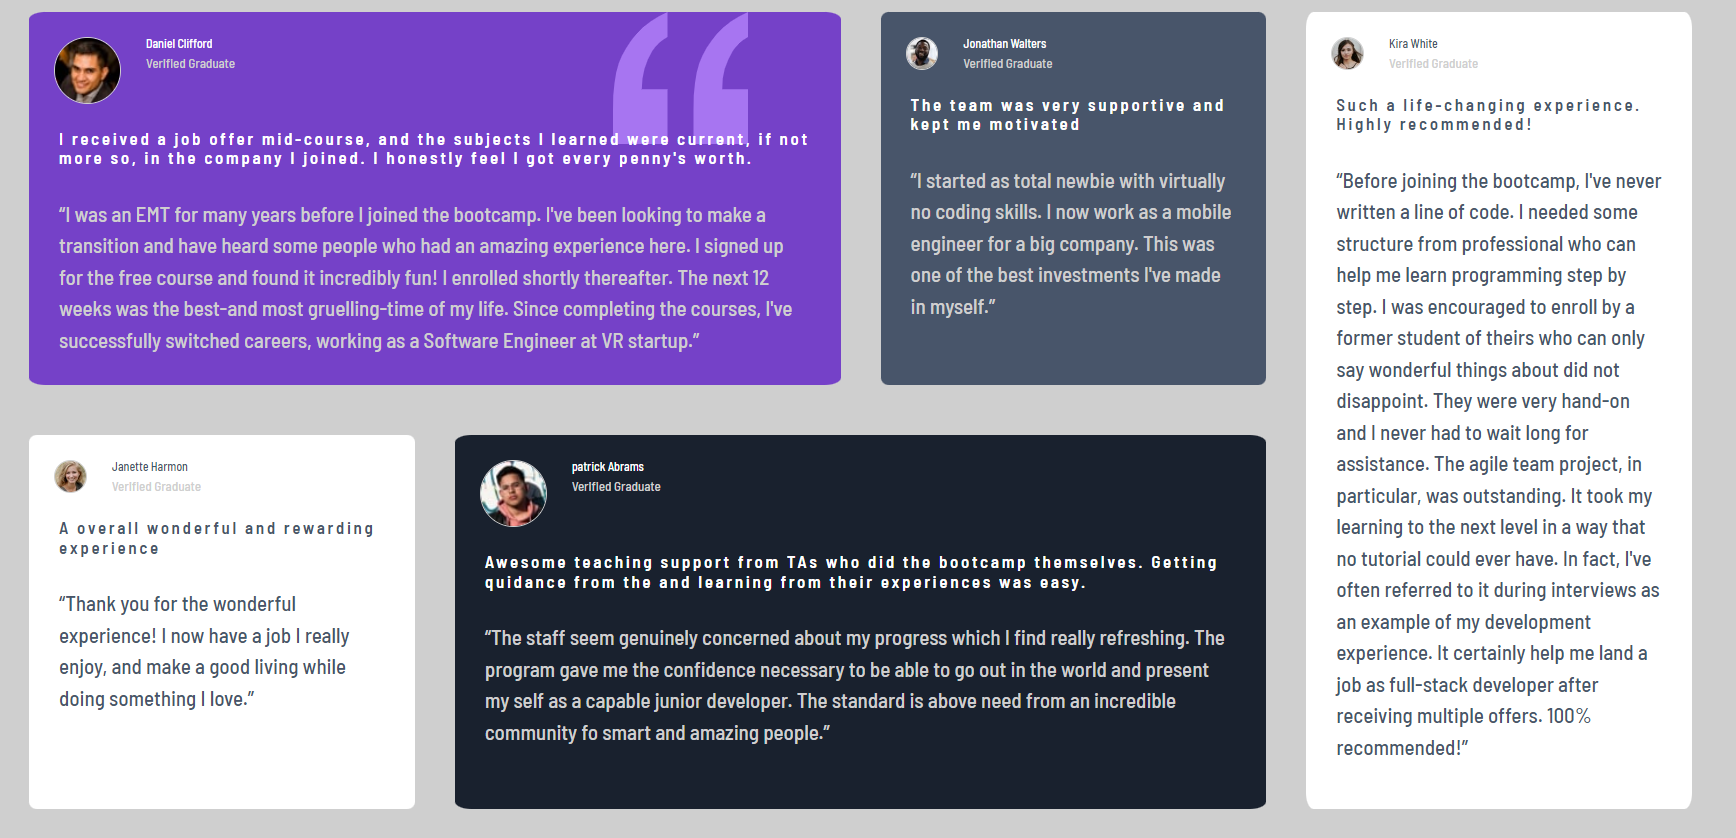 Daniel Clifford
Verified Graduate
I received a job offer mid-course, and the subjects I learned were current, if not
more so, in the company I joined. I honestly feel I got every penny's worth.
“I was an EMT for many years before I joined the bootcamp. I've been looking to make a
transition and have heard some people who had an amazing experience here. I signed up
for the free course and found it incredibly fun! I enrolled shortly thereafter. The next 12
weeks was the best-and most gruelling-time of my life. Since completing the courses, I've
successfully switched careers, working as a Software Engineer at VR startup.”
Jonathan Walters
Verified Graduate
The team was very supportive and
kept me motivated
“I started as total newbie with virtually
no coding skills. I now work as a mobile
engineer for a big company. This was
one of the best investments I've made
in myself.”
Kira White
Verified Graduate
Such a life-changing experience.
Highly recommended!
“Before joining the bootcamp, I've never
written a line of code. I needed some
structure from professional who can
help me learn programming step by
step. I was encouraged to enroll by a
former student of theirs who can only
say wonderful things about did not
disappoint. They were very hand-on
and I never had to wait long for
assistance. The agile team project, in
particular, was outstanding. It took my
learning to the next level in a way that
no tutorial could ever have. In fact, I've
often referred to it during interviews as
an example of my development
experience. It certainly help me land a
job as full-stack developer after
receiving multiple offers. 100%
recommended!”
Janette Harmon
Verified Graduate
A overall wonderful and rewarding
experience
“Thank you for the wonderful
experience! I now have a job I really
enjoy, and make a good living while
doing something I love.”
patrick Abrams
Verified Graduate
Awesome teaching support from TAs who did the bootcamp themselves. Getting
quidance from the and learning from their experiences was easy.
“The staff seem genuinely concerned about my progress which I find really refreshing. The
program gave me the confidence necessary to be able to go out in the world and present
my self as a capable junior developer. The standard is above need from an incredible
community fo smart and amazing people.”